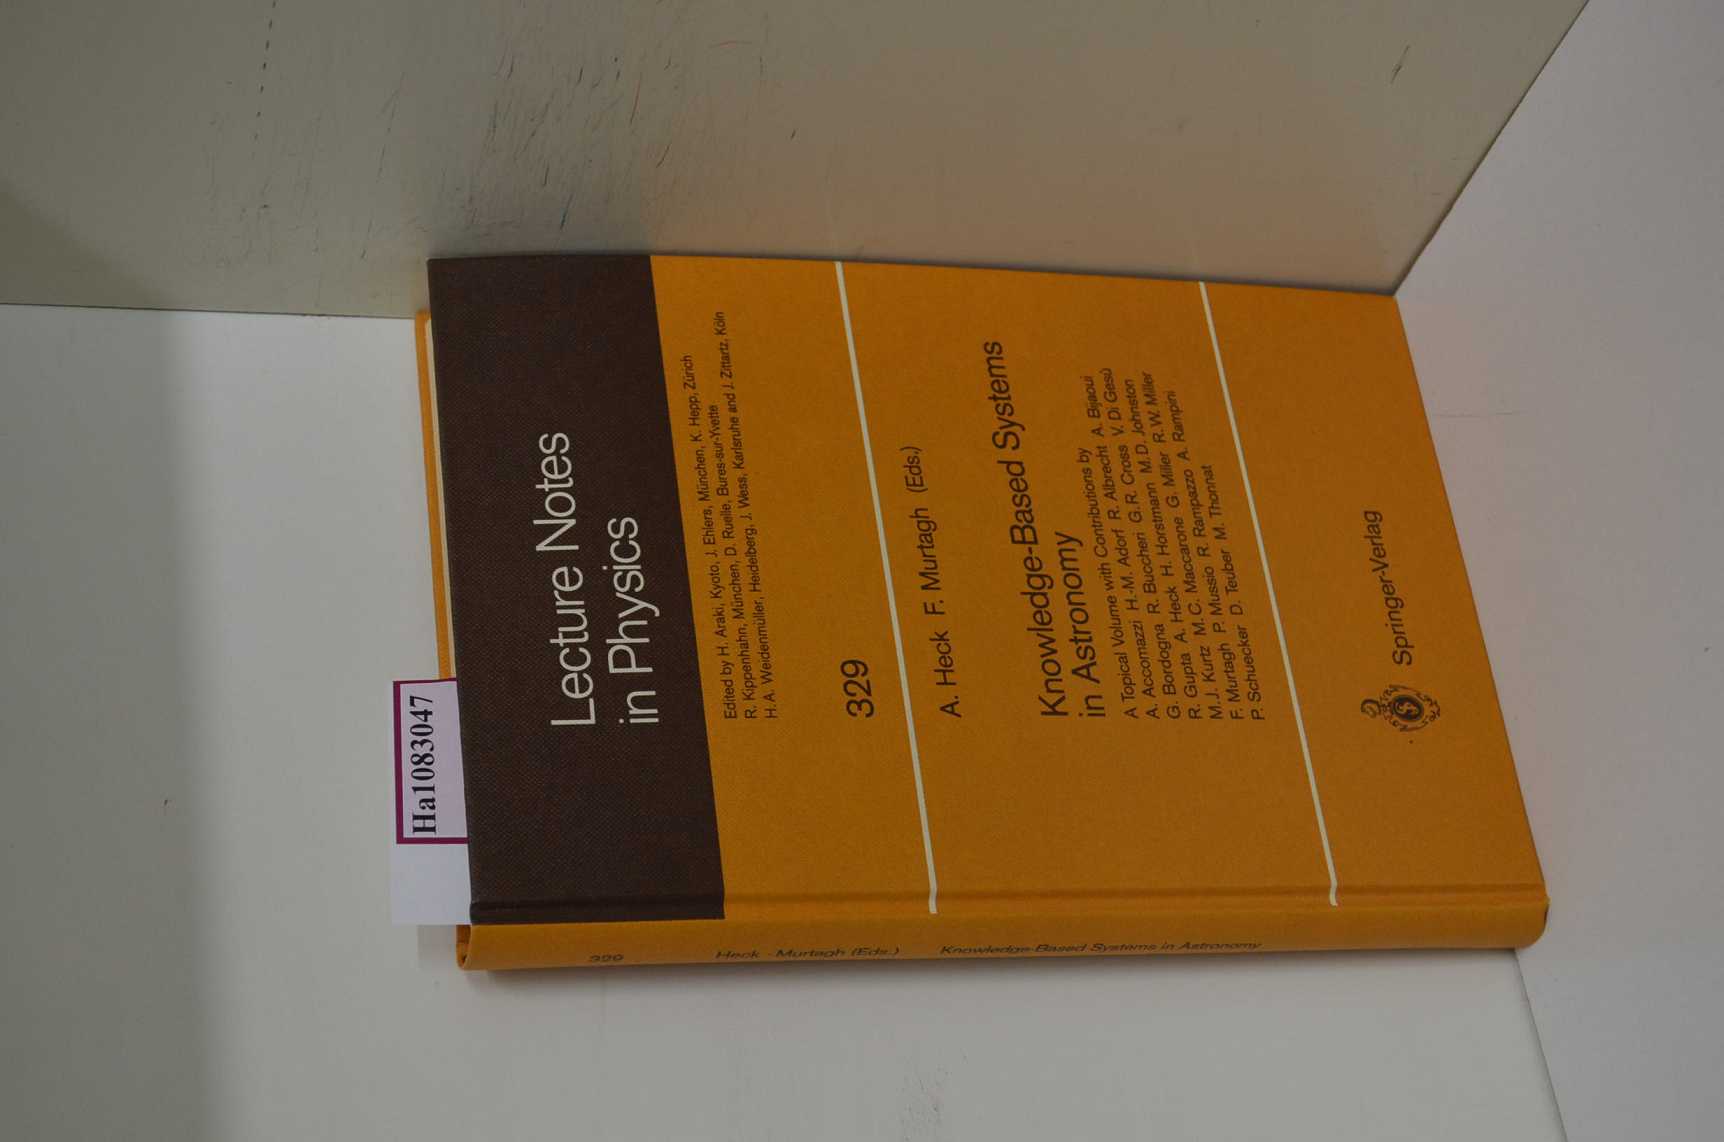 Ha1083047
Lecture Notes
in Physics
Edited by H. Araki, Kyoto, J. Ehlers, München, K. Hepp, Zürich
R. Kippenhahn, München, D. Ruelle, Bures-sur-Yvette
H. A. Weidenmüller, Heidelberg, J. Wess, Karlsruhe and J. Zittartz, Köln
329
A. Heck F. Murtagh (Eds.)
Knowledge-Based Systems
in Astronomy
A Topical Volume with Contributions by
A. Accomazzi H.-M. Adorf R. Albrecht A. Bijaoui
G. Bordogna R. Buccheri G. R. Cross V. Di Gesù
R. Gupta A. Heck H. Horstmann M. D. Johnston
M. J. Kurtz M. C. Maccarone G. Miller R. W. Miller
F. Murtagh P. Mussio R. Rampazzo A. Rampini
P. Schuecker D. Teuber M. Thonnat
Springer-Verlag
329 Heck · Murtagh (Eds.) Knowledge-Based Systems in Astronomy